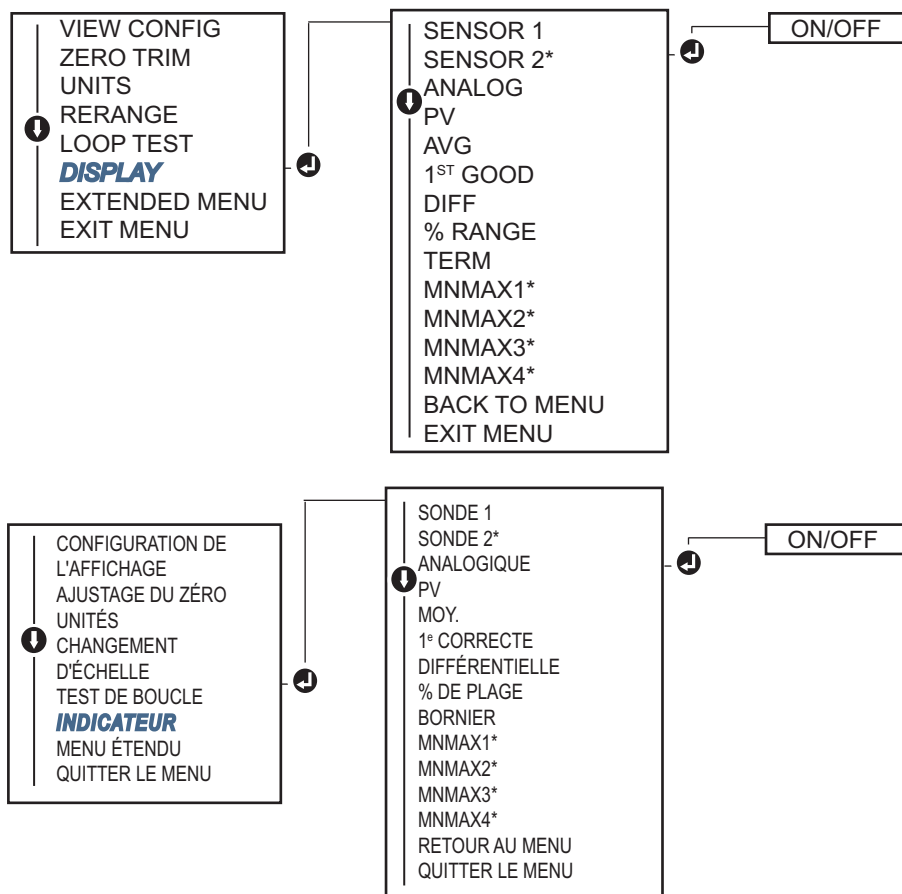 VIEW CONFIG
ZERO TRIM
UNITS
RERANGE
LOOP TEST
DISPLAY
EXTENDED MENU
EXIT MENU
SENSOR 1
SENSOR 2*
ANALOG
PV
AVG
1ST GOOD
DIFF
% RANGE
TERM
MNMAX1*
MNMAX2*
MNMAX3*
MNMAX4*
BACK TO MENU
EXIT MENU
ON/OFF
CONFIGURATION DE
L'AFFICHAGE
AJUSTAGE DU ZÉRO
UNITÉS
CHANGEMENT
D'ÉCHELLE
TEST DE BOUCLE
INDICATEUR
MENU ÉTENDU
QUITTER LE MENU
SONDE 1
SONDE 2*
ANALOGIQUE
PV
MOY.
1e CORRECTE
DIFFÉRENTIELLE
% DE PLAGE
BORNIER
MNMAX1*
MNMAX2*
MNMAX3*
MNMAX4*
RETOUR AU MENU
QUITTER LE MENU
ON/OFF